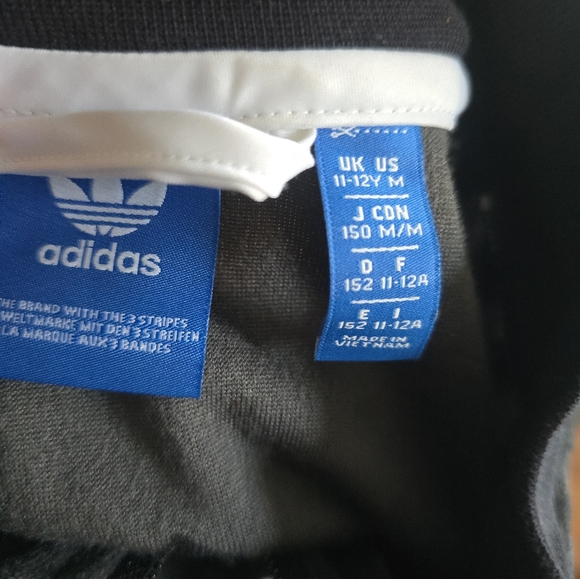 adidas
THE BRAND WITH THE 3 STRIPES
WELTMARKE MIT DEN 3 STREIFEN
LA MARQUE AUX 3 BANDES
UK US
11-12Y M
J CDN
150 M/M
D F
152 11-12A
E I
152 11-12A
MADE IN
VIETNAM